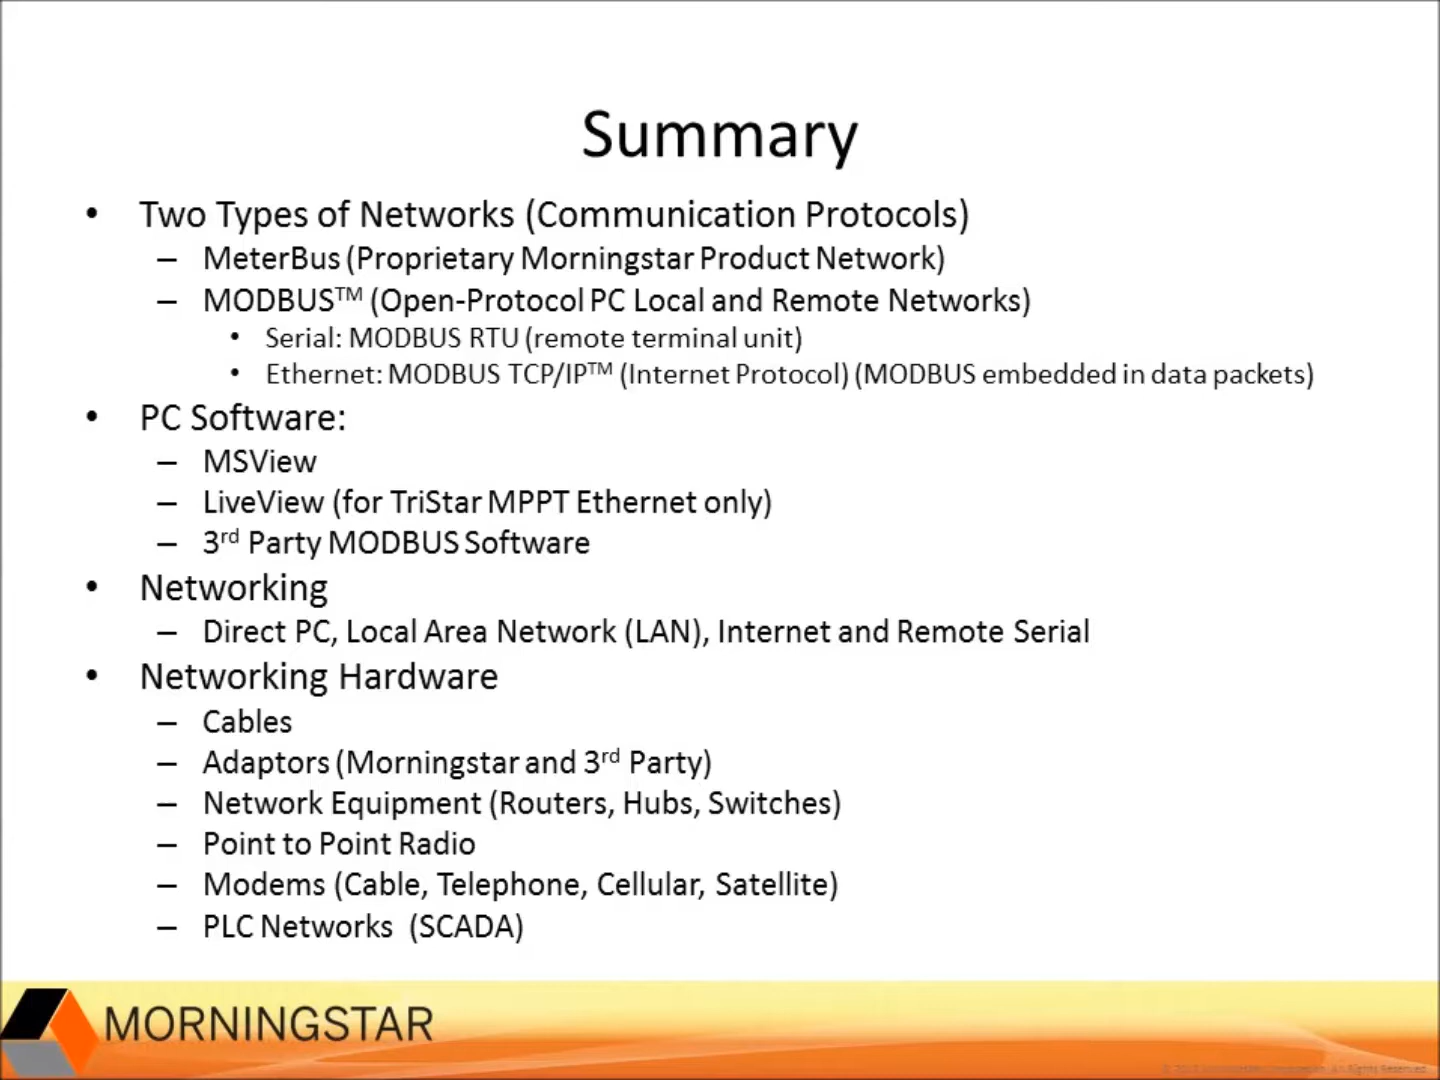 Summary
• Two Types of Networks (Communication Protocols)
– MeterBus (Proprietary Morningstar Product Network)
– MODBUS™ (Open-Protocol PC Local and Remote Networks)
• Serial: MODBUS RTU (remote terminal unit)
• Ethernet: MODBUS TCP/IP™ (Internet Protocol) (MODBUS embedded in data packets)
• PC Software:
– MSView
– LiveView (for TriStar MPPT Ethernet only)
– 3rd Party MODBUS Software
• Networking
– Direct PC, Local Area Network (LAN), Internet and Remote Serial
• Networking Hardware
– Cables
– Adaptors (Morningstar and 3rd Party)
– Network Equipment (Routers, Hubs, Switches)
– Point to Point Radio
– Modems (Cable, Telephone, Cellular, Satellite)
– PLC Networks (SCADA)
MORNINGSTAR
All Rights Reserved